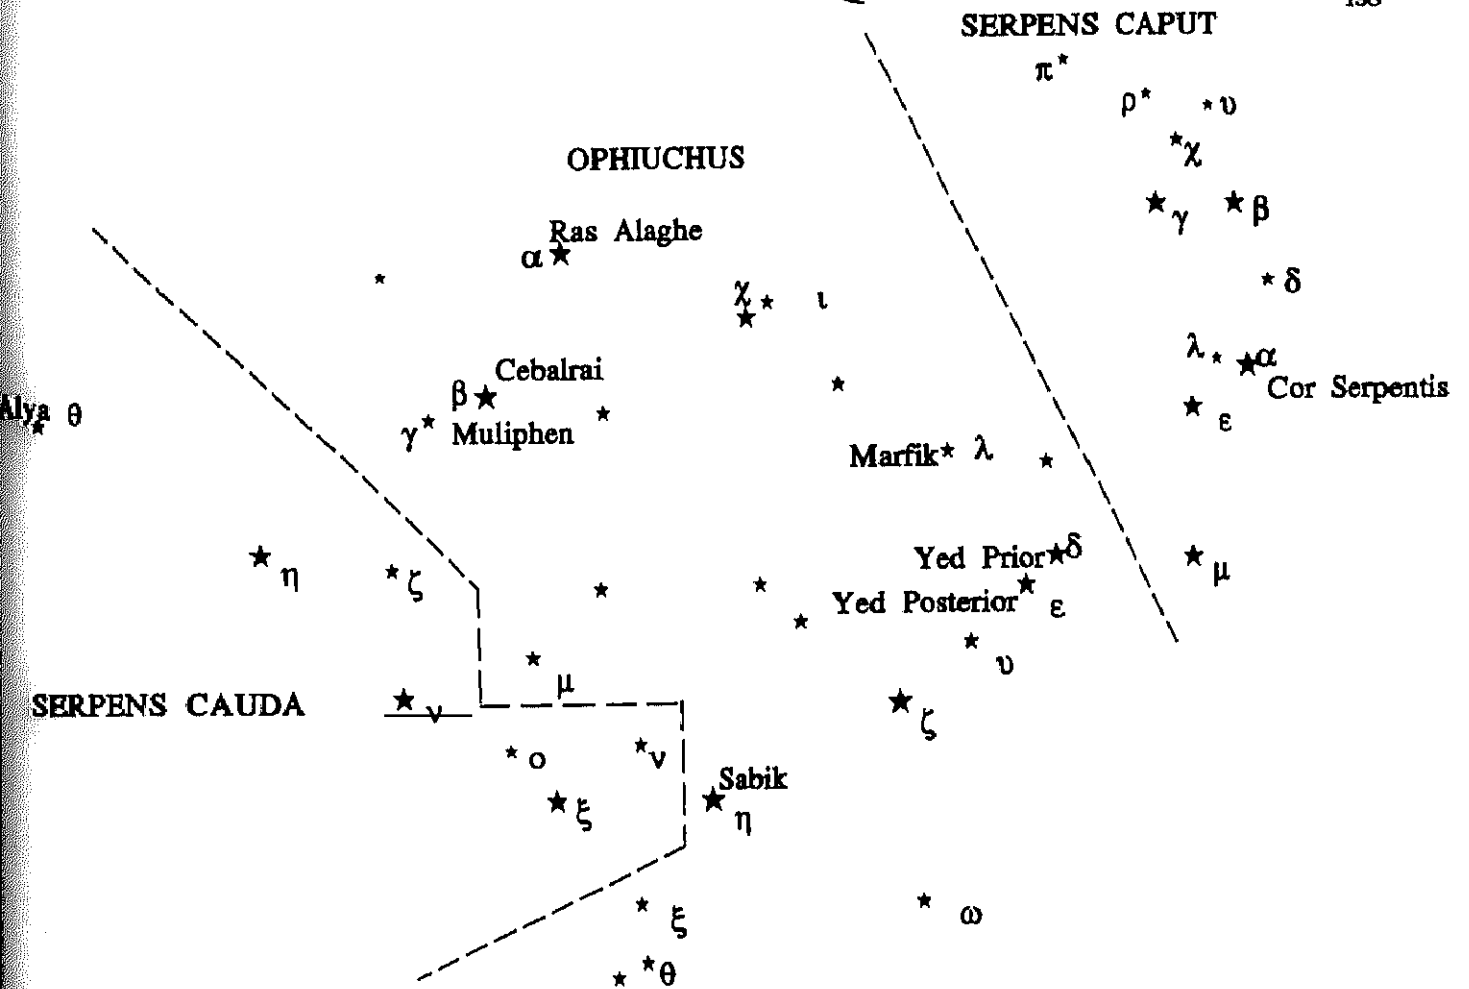 SERPENS CAPUT
π
ρ
υ
χ
OPHIUCHUS
γ
β
Ras Alaghe
α
δ
χ
ι
λ
α
Cebalrai
β
Cor Serpentis
Alya θ
ε
γ
Muliphen
Marfik
λ
Yed Prior
δ
η
ζ
μ
Yed Posterior
ε
υ
μ
SERPENS CAUDA
ν
ζ
ο
ν
Sabik
ξ
η
ξ
ω
θ